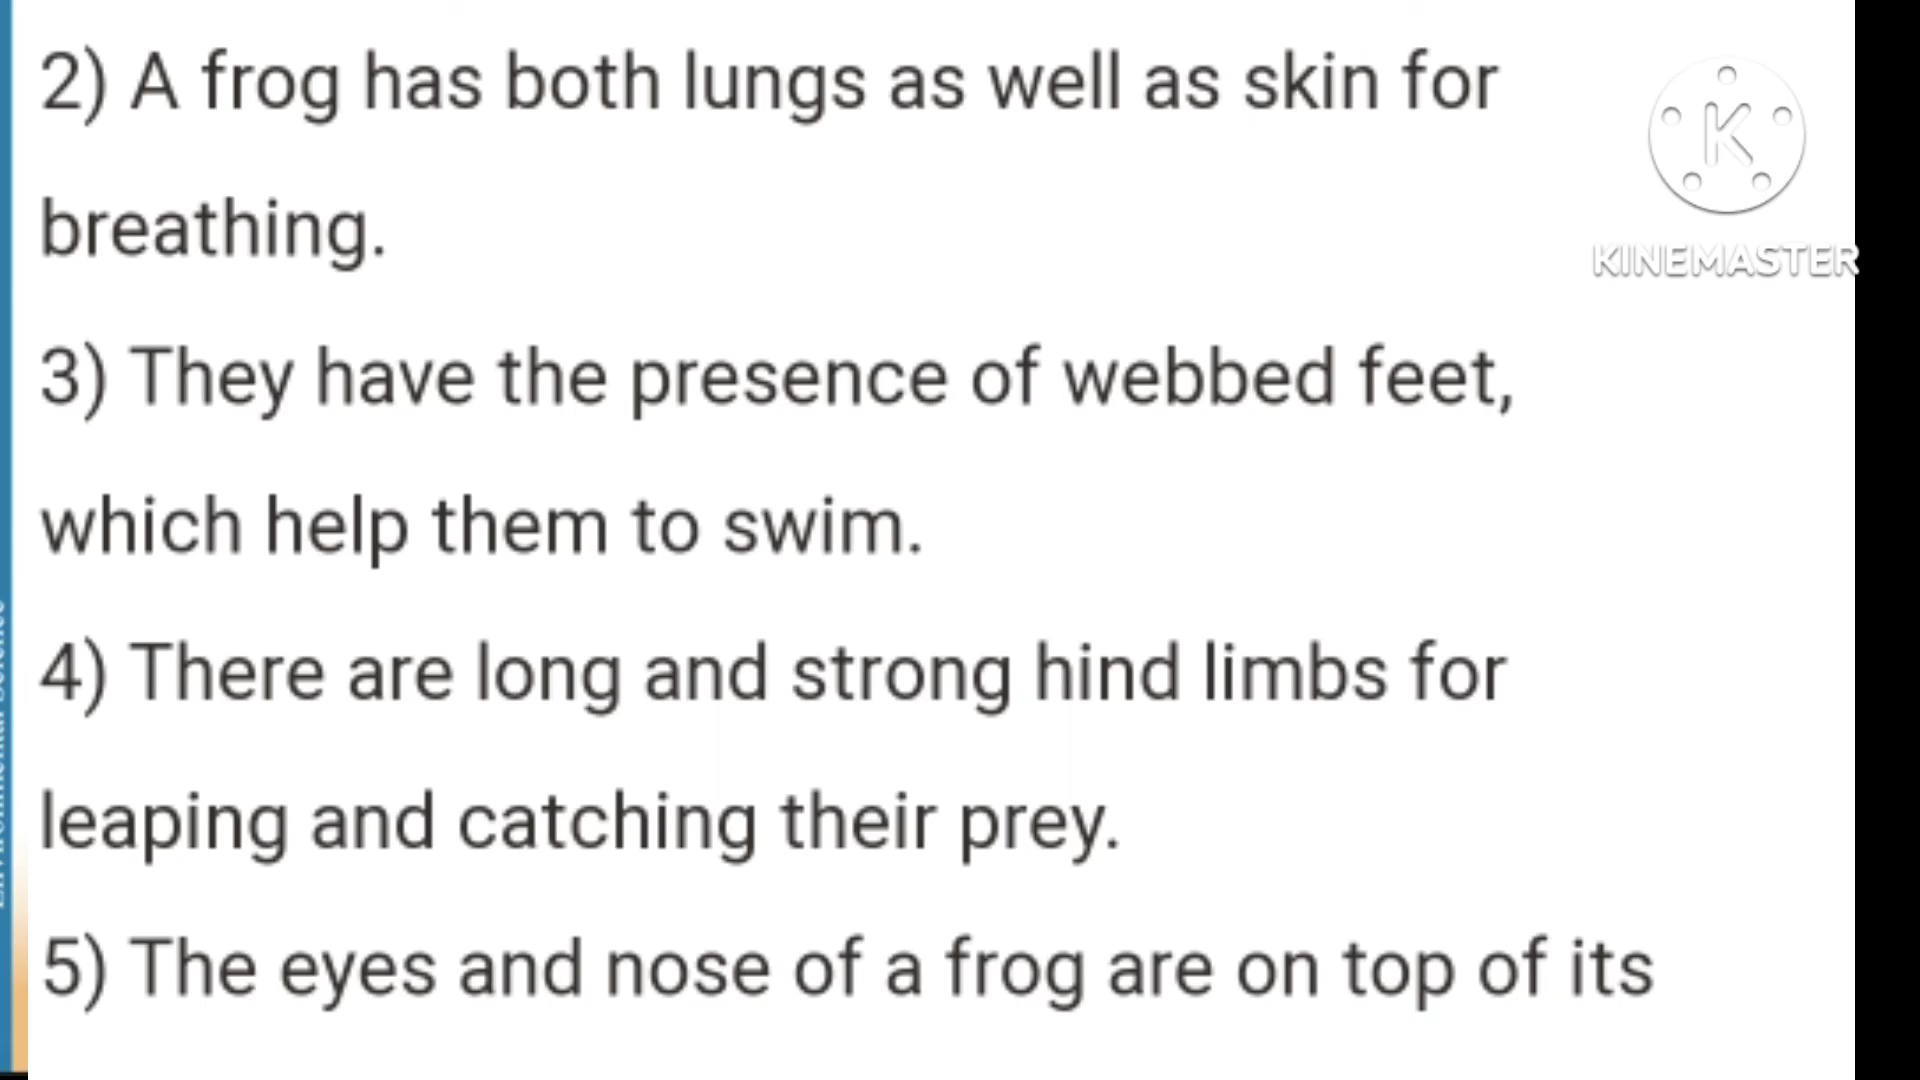 2) A frog has both lungs as well as skin for
breathing.
3) They have the presence of webbed feet,
which help them to swim.
4) There are long and strong hind limbs for
leaping and catching their prey.
5) The eyes and nose of a frog are on top of its
K
KINEMASTER